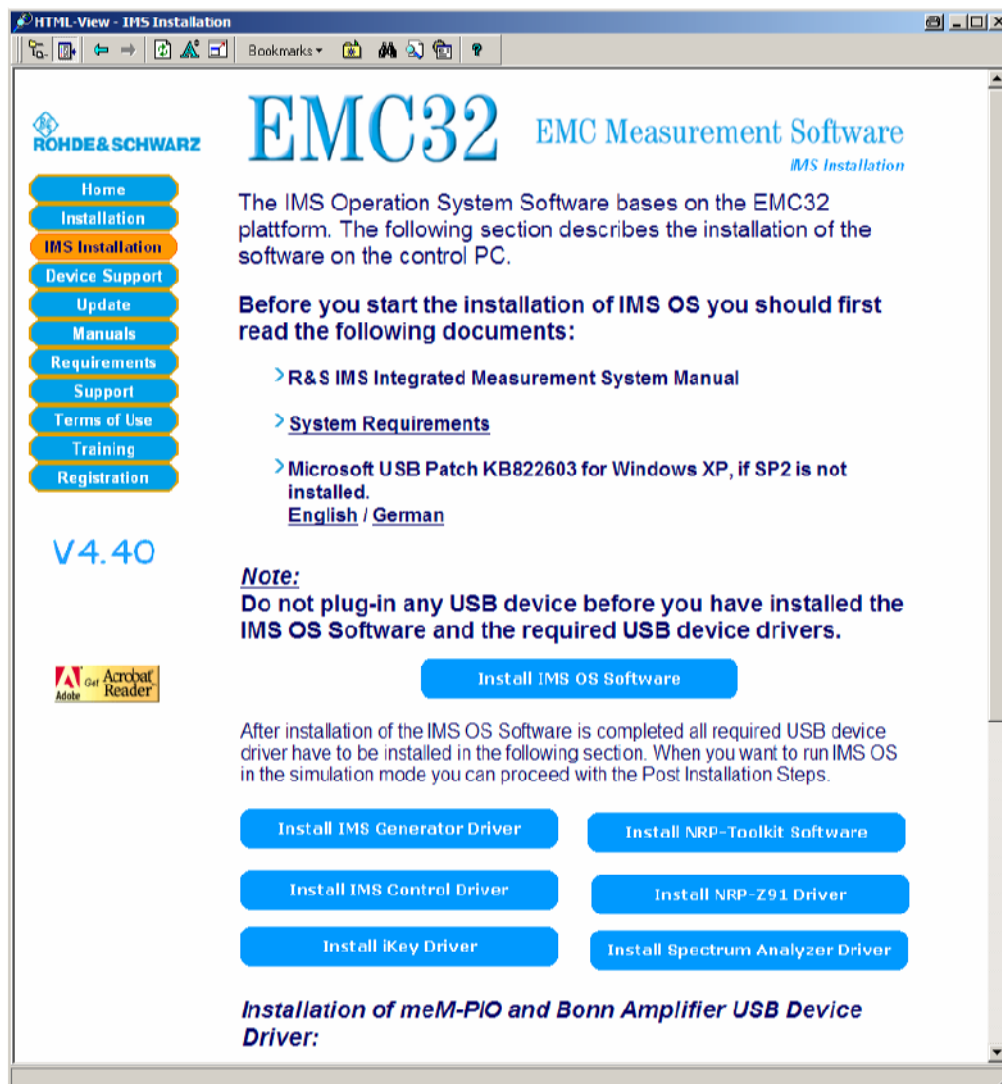 HTML-View - IMS Installation
Bookmarks
ROHDE&SCHWARZ
EMC32
EMC Measurement Software
IMS Installation
Home
Installation
IMS Installation
Device Support
Update
Manuals
Requirements
Support
Terms of Use
Training
Registration
V4.40
Adobe
Get Acrobat
Reader
The IMS Operation System Software bases on the EMC32
plattform. The following section describes the installation of the
software on the control PC.
Before you start the installation of IMS OS you should first
read the following documents:
R&S IMS Integrated Measurement System Manual
System Requirements
Microsoft USB Patch KB822603 for Windows XP, if SP2 is not
installed.
English / German
Note:
Do not plug-in any USB device before you have installed the
IMS OS Software and the required USB device drivers.
Install IMS OS Software
After installation of the IMS OS Software is completed all required USB device
driver have to be installed in the following section. When you want to run IMS OS
in the simulation mode you can proceed with the Post Installation Steps.
Install IMS Generator Driver
Install NRP-Toolkit Software
Install IMS Control Driver
Install NRP-Z91 Driver
Install iKey Driver
Install Spectrum Analyzer Driver
Installation of meM-PIO and Bonn Amplifier USB Device
Driver: